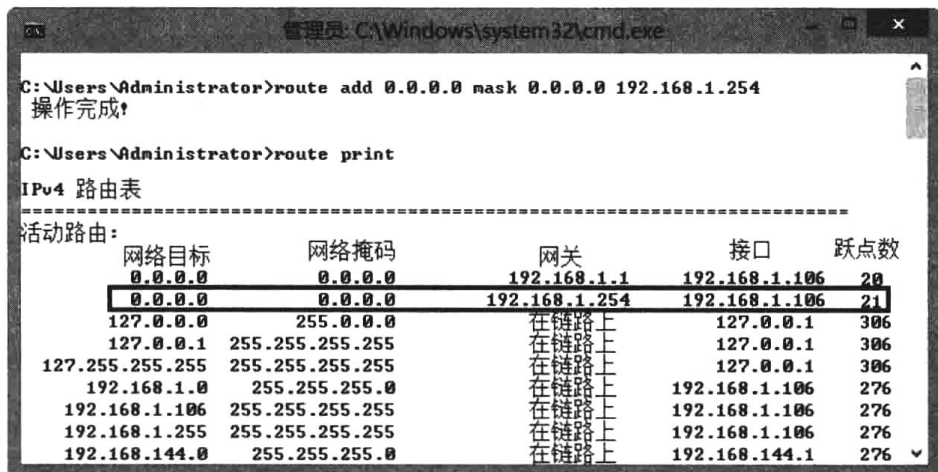 管理员: C:\Windows\system32\cmd.exe
C:\Users\Administrator>route add 0.0.0.0 mask 0.0.0.0 192.168.1.254
操作完成!
C:\Users\Administrator>route print
IPv4 路由表
===========================================================================
活动路由:
网络目标 网络掩码 网关 接口 跃点数
0.0.0.0 0.0.0.0 192.168.1.1 192.168.1.106 20
0.0.0.0 0.0.0.0 192.168.1.254 192.168.1.106 21
127.0.0.0 255.0.0.0 在链路上 127.0.0.1 306
127.0.0.1 255.255.255.255 在链路上 127.0.0.1 306
127.255.255.255 255.255.255.255 在链路上 127.0.0.1 306
192.168.1.0 255.255.255.0 在链路上 192.168.1.106 276
192.168.1.106 255.255.255.255 在链路上 192.168.1.106 276
192.168.1.255 255.255.255.255 在链路上 192.168.1.106 276
192.168.144.0 255.255.255.0 在链路上 192.168.144.1 276